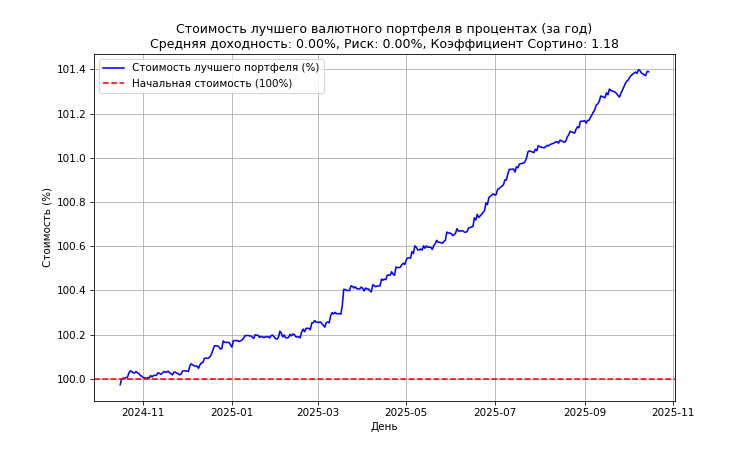 Стоимость лучшего валютного портфеля в процентах (за год)
Средняя доходность: 0.00%, Риск: 0.00%, Коэффициент Сортино: 1.18
Стоимость лучшего портфеля (%)
Начальная стоимость (100%)
Стоимость (%)
101.4
101.2
101.0
100.8
100.6
100.4
100.2
100.0
2024-11
2025-01
2025-03
2025-05
2025-07
2025-09
2025-11
День